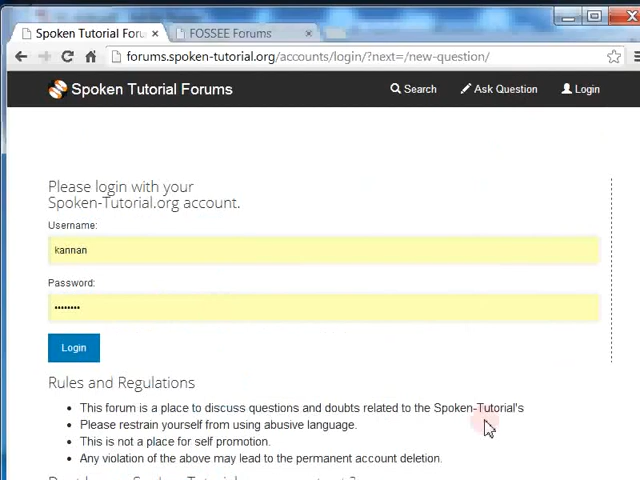 Spoken Tutorial Foru
FOSSEE Forums
forums.spoken-tutorial.org/accounts/login/?next=/new-question/
Spoken Tutorial Forums Search Ask Question Login
Please login with your
Spoken-Tutorial.org account.
Username:
kannan
Password:
••••••••
Login
Rules and Regulations
• This forum is a place to discuss questions and doubts related to the Spoken-Tutorial's
• Please restrain yourself from using abusive language.
• This is not a place for self promotion.
• Any violation of the above may lead to the permanent account deletion.